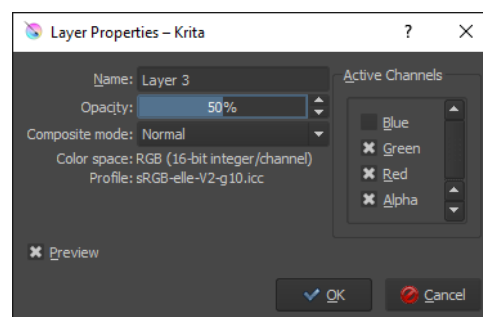 Layer Properties – Krita
Name: Layer 3
Opacity: 50%
Composite mode: Normal
Color space: RGB (16-bit integer/channel)
Profile: sRGB-elle-V2-g10.icc
Active Channels
Blue
Green
Red
Alpha
Preview
OK
Cancel